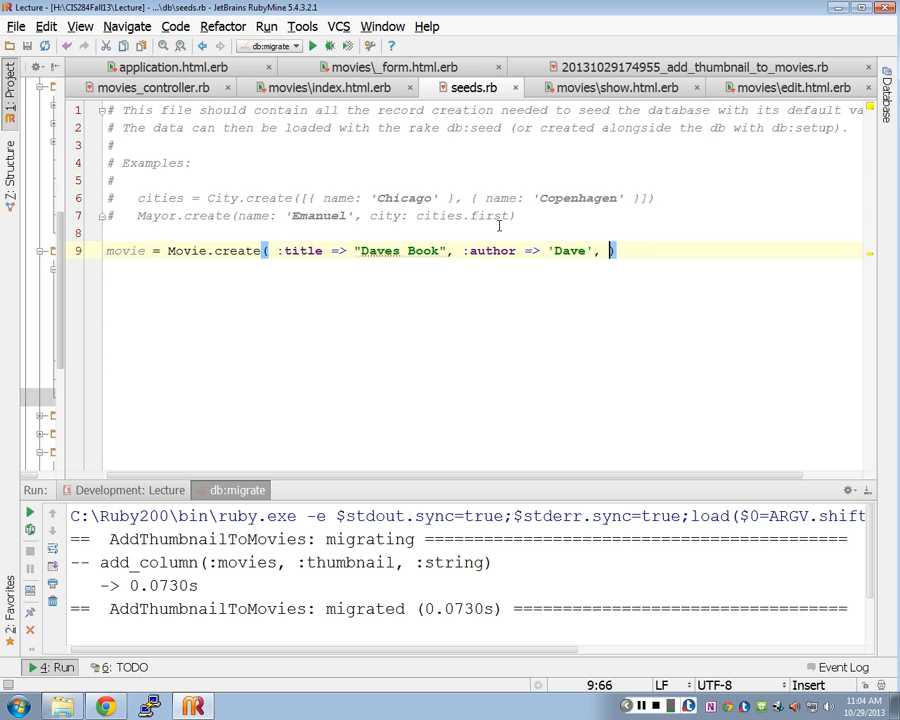 Lecture - [H:\CIS284Fall13\Lecture] - ...\db\seeds.rb - JetBrains RubyMine 5.4.3.2.1
File Edit View Navigate Code Refactor Run Tools VCS Window Help
db:migrate
application.html.erb movies\_form.html.erb 20131029174955_add_thumbnail_to_movies.rb
movies_controller.rb movies\index.html.erb seeds.rb movies\show.html.erb movies\edit.html.erb
1: Project
Z: Structure
2: Favorites
Database
1 # This file should contain all the record creation needed to seed the database with its default va
2 # The data can then be loaded with the rake db:seed (or created alongside the db with db:setup).
3 #
4 # Examples:
5 #
6 #   cities = City.create([{ name: 'Chicago' }, { name: 'Copenhagen' }])
7 #   Mayor.create(name: 'Emanuel', city: cities.first)
8
9 movie = Movie.create( :title => "Daves Book", :author => 'Dave', )
Run: Development: Lecture db:migrate
C:\Ruby200\bin\ruby.exe -e $stdout.sync=true;$stderr.sync=true;load($0=ARGV.shift
==  AddThumbnailToMovies: migrating =========================================
-- add_column(:movies, :thumbnail, :string)
-> 0.0730s
==  AddThumbnailToMovies: migrated (0.0730s) ================================
4: Run 6: TODO Event Log
9:66 LF UTF-8 Insert
11:04 AM
10/29/2013